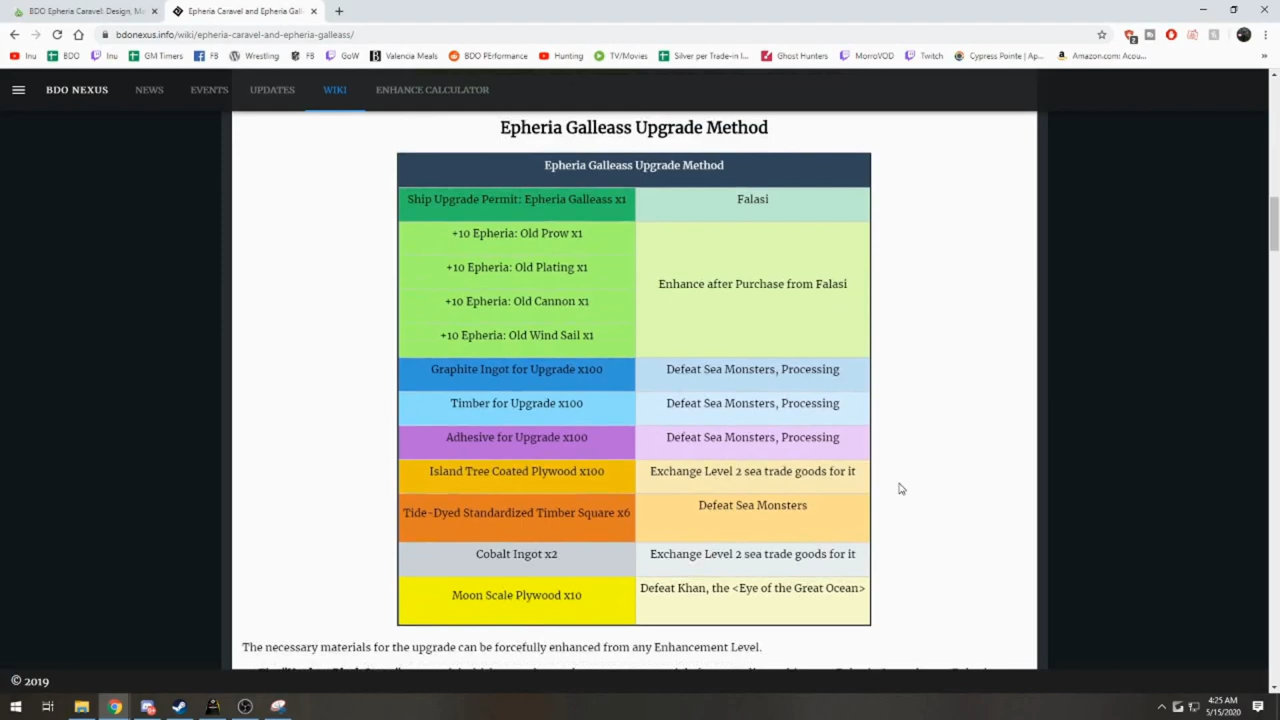 BDO Epheria Caravel: Design, Ma
Epheria Caravel and Epheria Gall
bdonexus.info/wiki/epheria-caravel-and-epheria-galleass/
Inu
BDO
Inu
GM Timers
FB
Wrestling
FB
GoW
Valencia Meals
BDO PErformance
Hunting
TV/Movies
Silver per Trade-in I...
Ghost Hunters
MorroVOD
Twitch
Cypress Pointe | Ap...
Amazon.com: Acou...
BDO NEXUS
NEWS
EVENTS
UPDATES
WIKI
ENHANCE CALCULATOR
Epheria Galleass Upgrade Method
Epheria Galleass Upgrade Method
Ship Upgrade Permit: Epheria Galleass x1
Falasi
+10 Epheria: Old Prow x1
+10 Epheria: Old Plating x1
+10 Epheria: Old Cannon x1
+10 Epheria: Old Wind Sail x1
Enhance after Purchase from Falasi
Graphite Ingot for Upgrade x100
Defeat Sea Monsters, Processing
Timber for Upgrade x100
Defeat Sea Monsters, Processing
Adhesive for Upgrade x100
Defeat Sea Monsters, Processing
Island Tree Coated Plywood x100
Exchange Level 2 sea trade goods for it
Tide-Dyed Standardized Timber Square x6
Defeat Sea Monsters
Cobalt Ingot x2
Exchange Level 2 sea trade goods for it
Moon Scale Plywood x10
Defeat Khan, the <Eye of the Great Ocean>
The necessary materials for the upgrade can be forcefully enhanced from any Enhancement Level.
© 2019
4:25 AM
5/15/2020